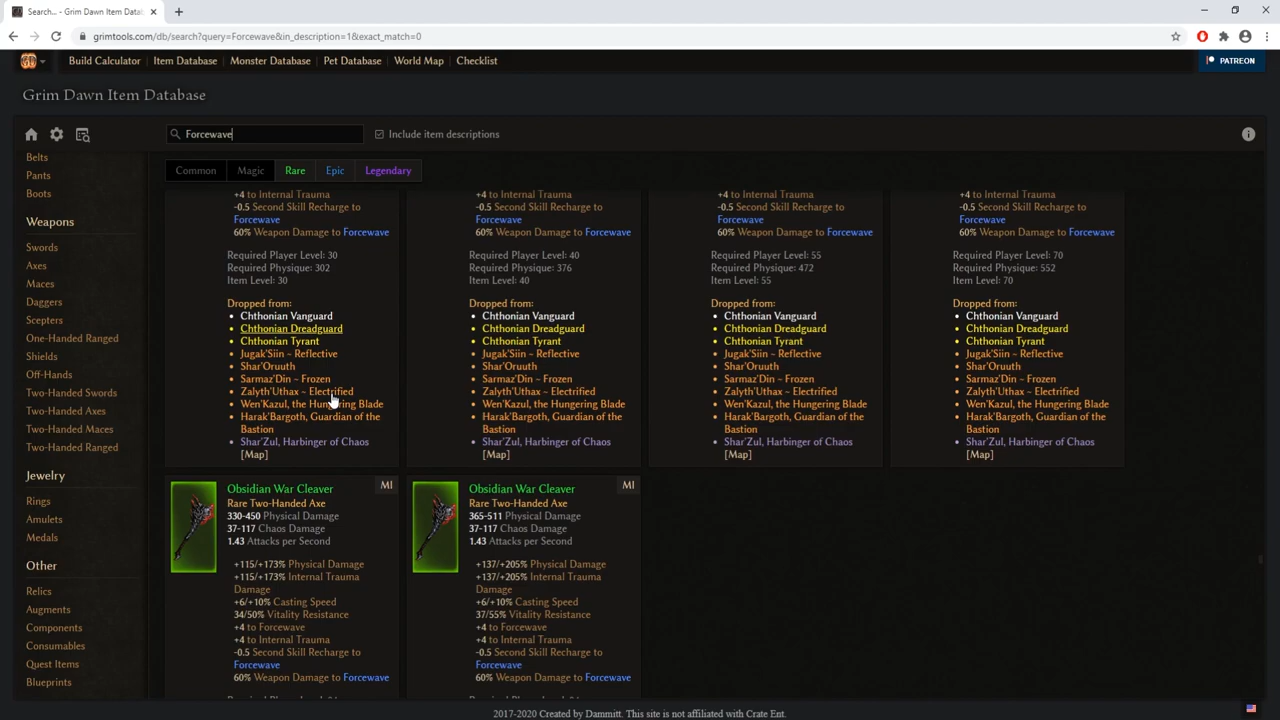 Search... - Grim Dawn Item Datab
grimtools.com/db/search?query=Forcewave&in_description=1&exact_match=0
Build Calculator Item Database Monster Database Pet Database World Map Checklist
PATREON
Grim Dawn Item Database
Forcewave
Include item descriptions
Common Magic Rare Epic Legendary
Belts
Pants
Boots
Weapons
Swords
Axes
Maces
Daggers
Scepters
One-Handed Ranged
Shields
Off-Hands
Two-Handed Swords
Two-Handed Axes
Two-Handed Maces
Two-Handed Ranged
Jewelry
Rings
Amulets
Medals
Other
Relics
Augments
Components
Consumables
Quest Items
Blueprints
+4 to Internal Trauma
-0.5 Second Skill Recharge to
Forcewave
60% Weapon Damage to Forcewave
Required Player Level: 30
Required Physique: 302
Item Level: 30
Dropped from:
• Chthonian Vanguard
• Chthonian Dreadguard
• Chthonian Tyrant
• Jugak'Siin ~ Reflective
• Shar'Oruuth
• Sarmaz'Din ~ Frozen
• Zalyth'Uthax ~ Electrified
• Wen'Kazul, the Hungering Blade
• Harak'Bargoth, Guardian of the
Bastion
• Shar'Zul, Harbinger of Chaos
[Map]
+4 to Internal Trauma
-0.5 Second Skill Recharge to
Forcewave
60% Weapon Damage to Forcewave
Required Player Level: 40
Required Physique: 376
Item Level: 40
Dropped from:
• Chthonian Vanguard
• Chthonian Dreadguard
• Chthonian Tyrant
• Jugak'Siin ~ Reflective
• Shar'Oruuth
• Sarmaz'Din ~ Frozen
• Zalyth'Uthax ~ Electrified
• Wen'Kazul, the Hungering Blade
• Harak'Bargoth, Guardian of the
Bastion
• Shar'Zul, Harbinger of Chaos
[Map]
+4 to Internal Trauma
-0.5 Second Skill Recharge to
Forcewave
60% Weapon Damage to Forcewave
Required Player Level: 55
Required Physique: 472
Item Level: 55
Dropped from:
• Chthonian Vanguard
• Chthonian Dreadguard
• Chthonian Tyrant
• Jugak'Siin ~ Reflective
• Shar'Oruuth
• Sarmaz'Din ~ Frozen
• Zalyth'Uthax ~ Electrified
• Wen'Kazul, the Hungering Blade
• Harak'Bargoth, Guardian of the
Bastion
• Shar'Zul, Harbinger of Chaos
[Map]
+4 to Internal Trauma
-0.5 Second Skill Recharge to
Forcewave
60% Weapon Damage to Forcewave
Required Player Level: 70
Required Physique: 552
Item Level: 70
Dropped from:
• Chthonian Vanguard
• Chthonian Dreadguard
• Chthonian Tyrant
• Jugak'Siin ~ Reflective
• Shar'Oruuth
• Sarmaz'Din ~ Frozen
• Zalyth'Uthax ~ Electrified
• Wen'Kazul, the Hungering Blade
• Harak'Bargoth, Guardian of the
Bastion
• Shar'Zul, Harbinger of Chaos
[Map]
Obsidian War Cleaver MI
Rare Two-Handed Axe
330-450 Physical Damage
37-117 Chaos Damage
1.43 Attacks per Second
+115/+173% Physical Damage
+115/+173% Internal Trauma
Damage
+6/+10% Casting Speed
34/50% Vitality Resistance
+4 to Forcewave
+4 to Internal Trauma
-0.5 Second Skill Recharge to
Forcewave
60% Weapon Damage to Forcewave
Obsidian War Cleaver MI
Rare Two-Handed Axe
365-511 Physical Damage
37-117 Chaos Damage
1.43 Attacks per Second
+137/+205% Physical Damage
+137/+205% Internal Trauma
Damage
+6/+10% Casting Speed
37/55% Vitality Resistance
+4 to Forcewave
+4 to Internal Trauma
-0.5 Second Skill Recharge to
Forcewave
60% Weapon Damage to Forcewave
2017-2020 Created by Dammitt. This site is not affiliated with Crate Ent.